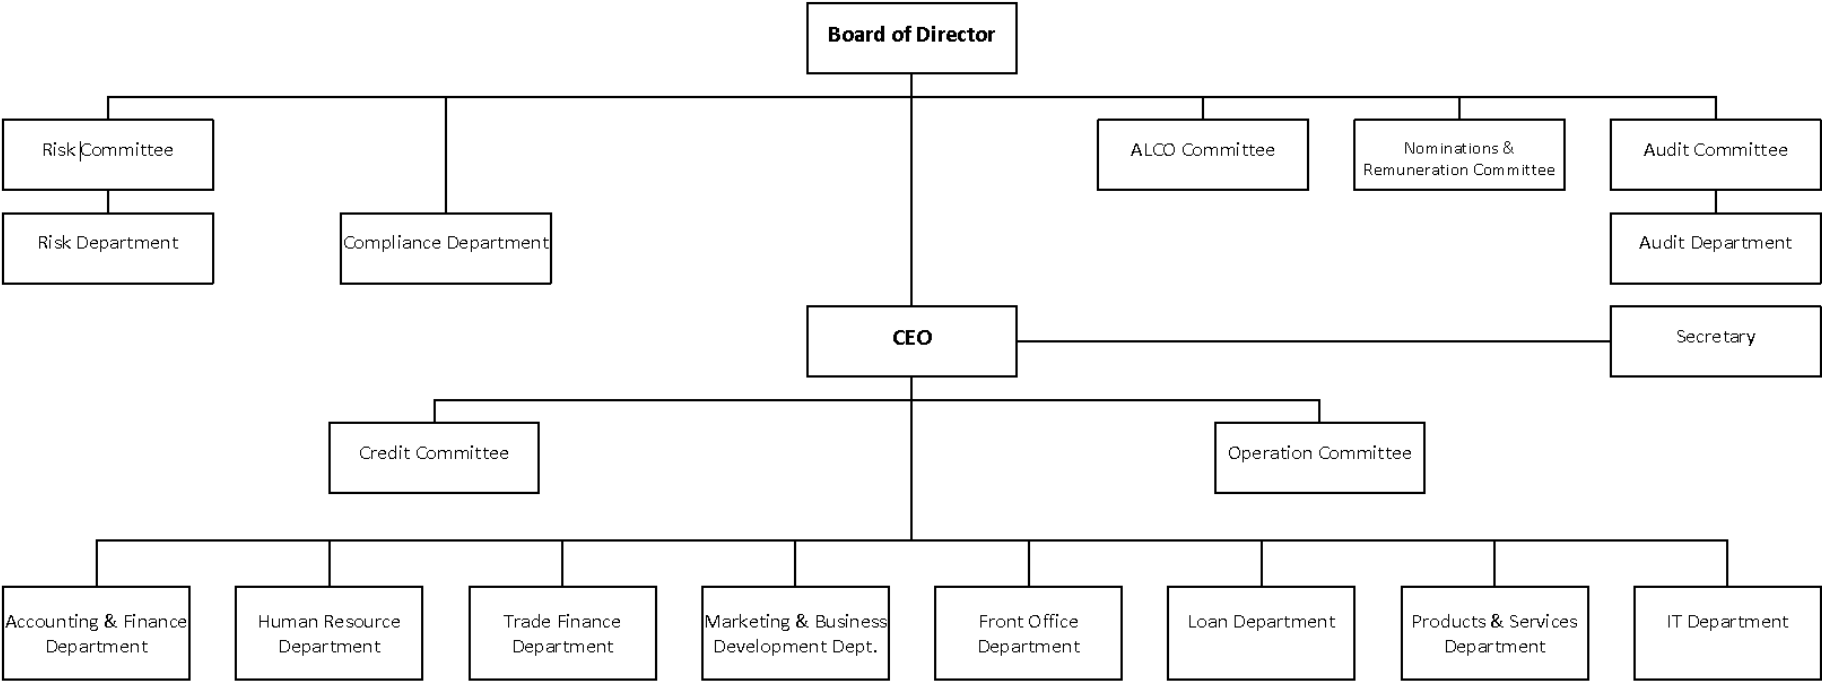 Board of Director
Risk Committee
ALCO Committee
Nominations &
Remuneration Committee
Audit Committee
Risk Department
Compliance Department
Audit Department
CEO
Secretary
Credit Committee
Operation Committee
Accounting & Finance
Department
Human Resource
Department
Trade Finance
Department
Marketing & Business
Development Dept.
Front Office
Department
Loan Department
Products & Services
Department
IT Department